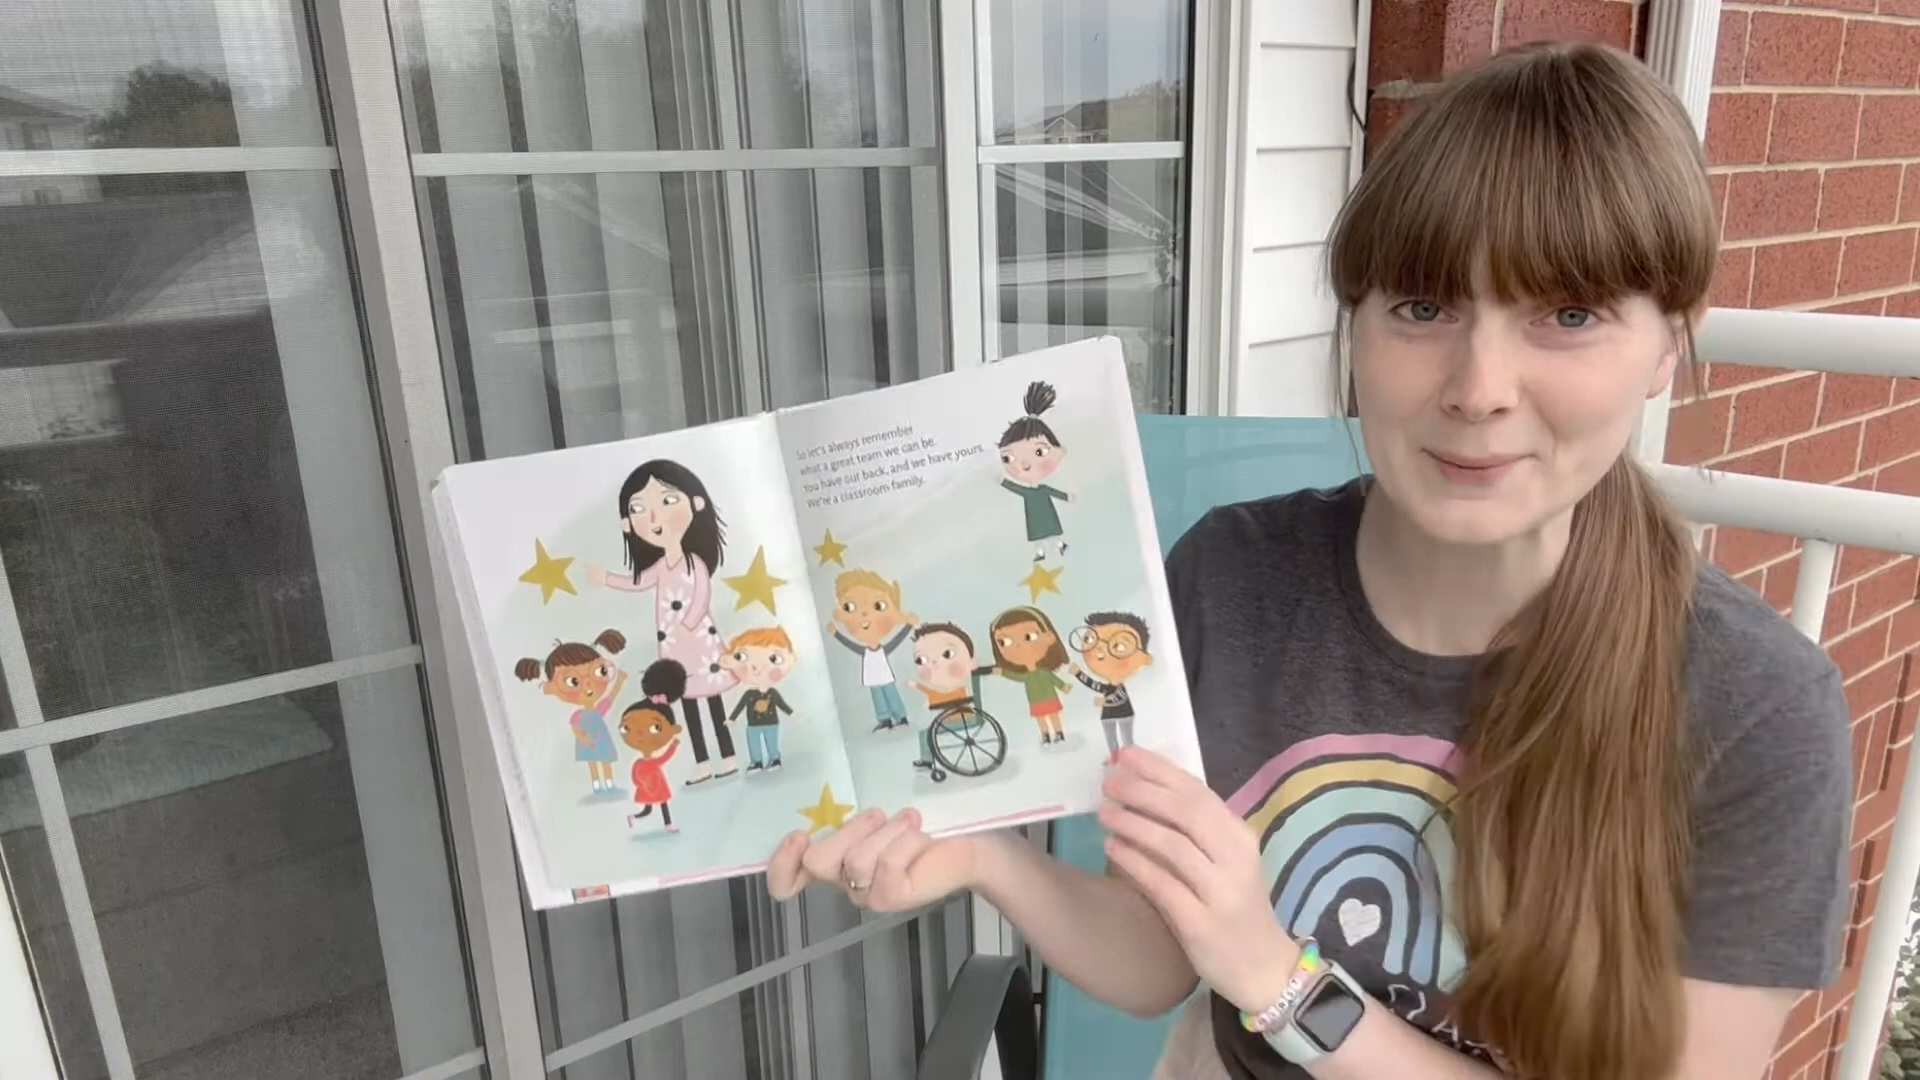 So let's always remember
what a great team we can be.
You have our back, and we have yours.
We're a classroom family.